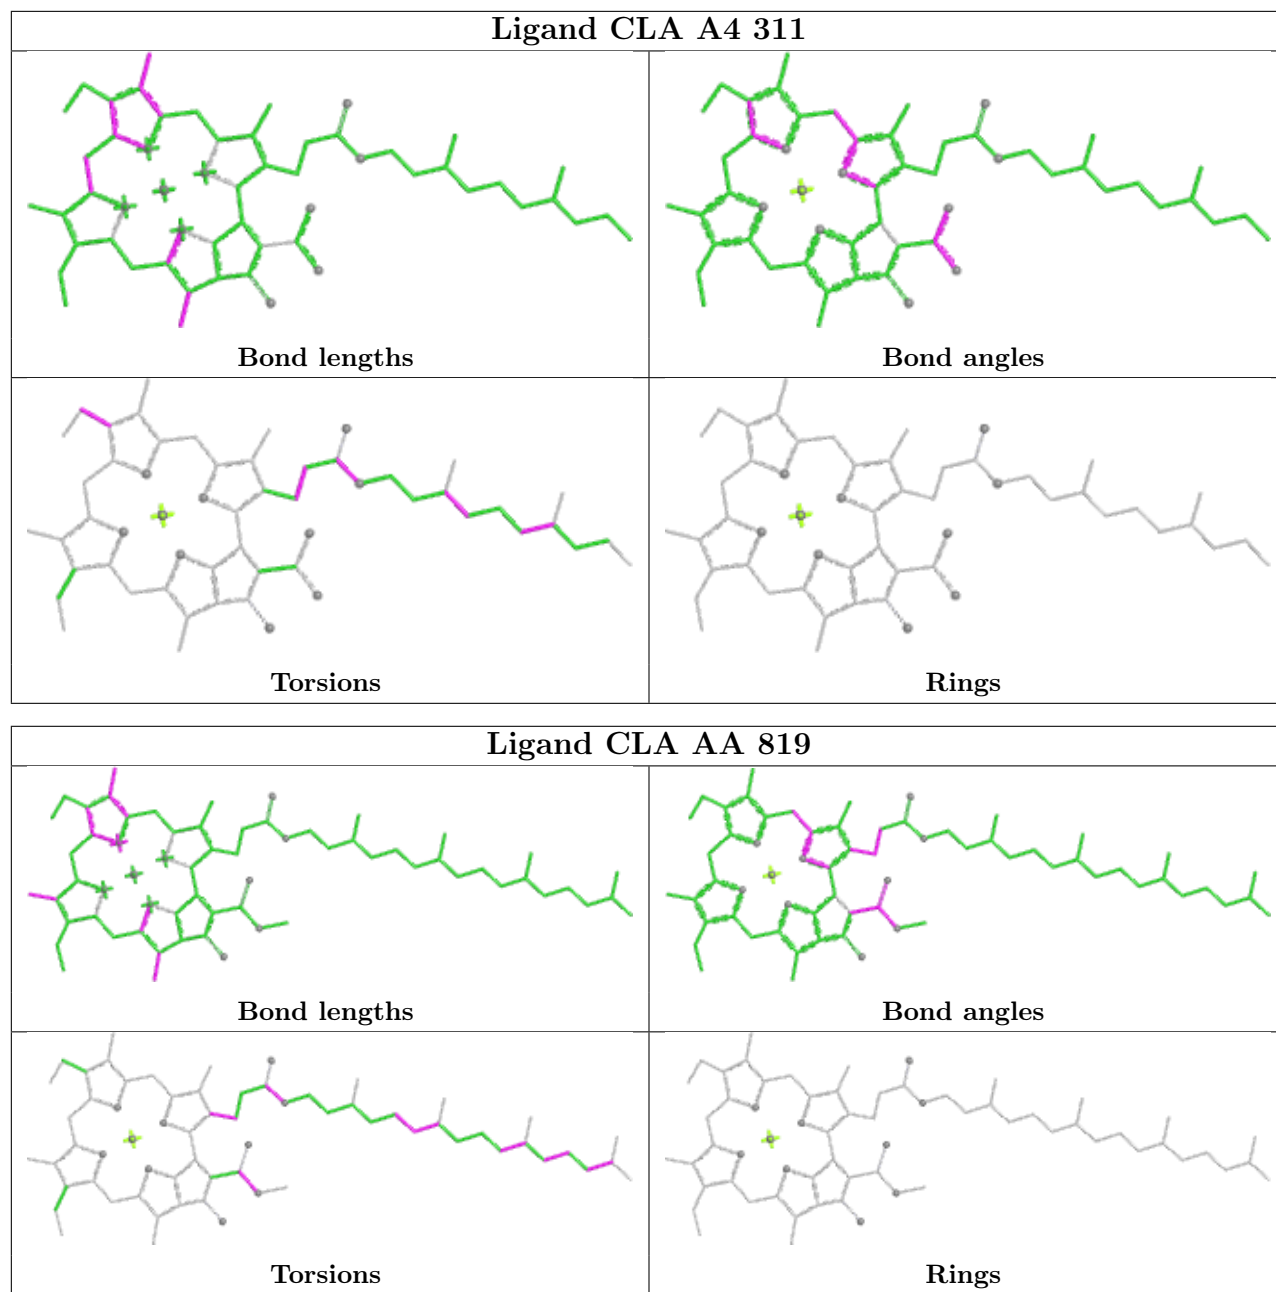 Ligand CLA A4 311
Bond lengths
Bond angles
Torsions
Rings
Ligand CLA AA 819
Bond lengths
Bond angles
Torsions
Rings